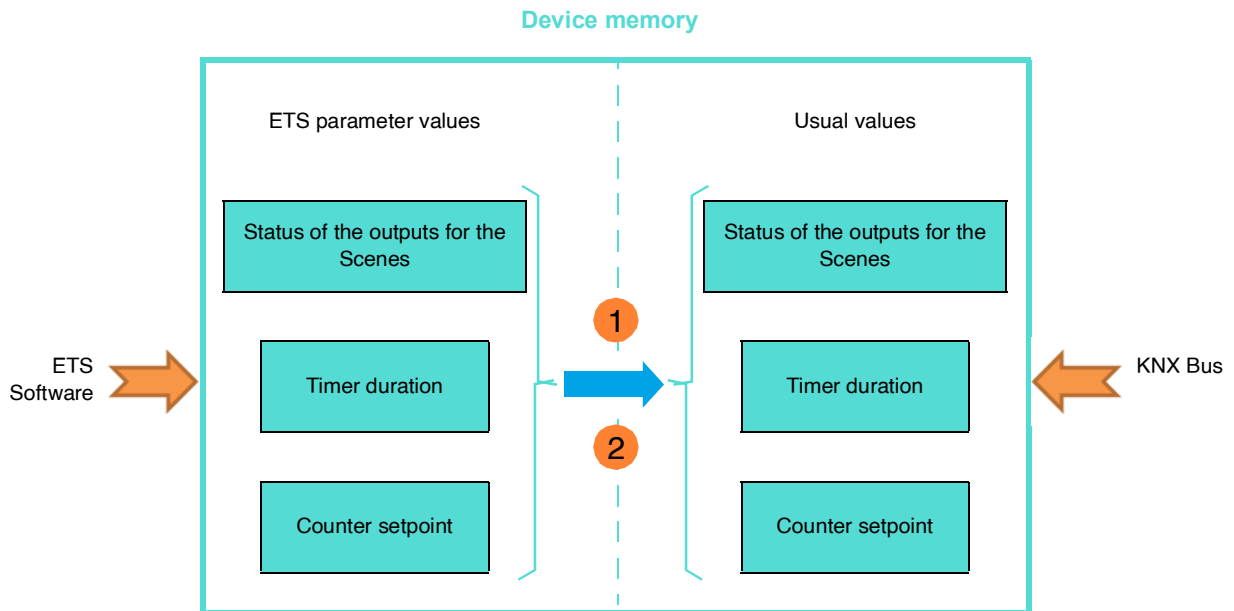 Device memory
ETS parameter values
Usual values
Status of the outputs for the
Scenes
Status of the outputs for the
Scenes
1
ETS
Software
Timer duration
Timer duration
KNX Bus
2
Counter setpoint
Counter setpoint